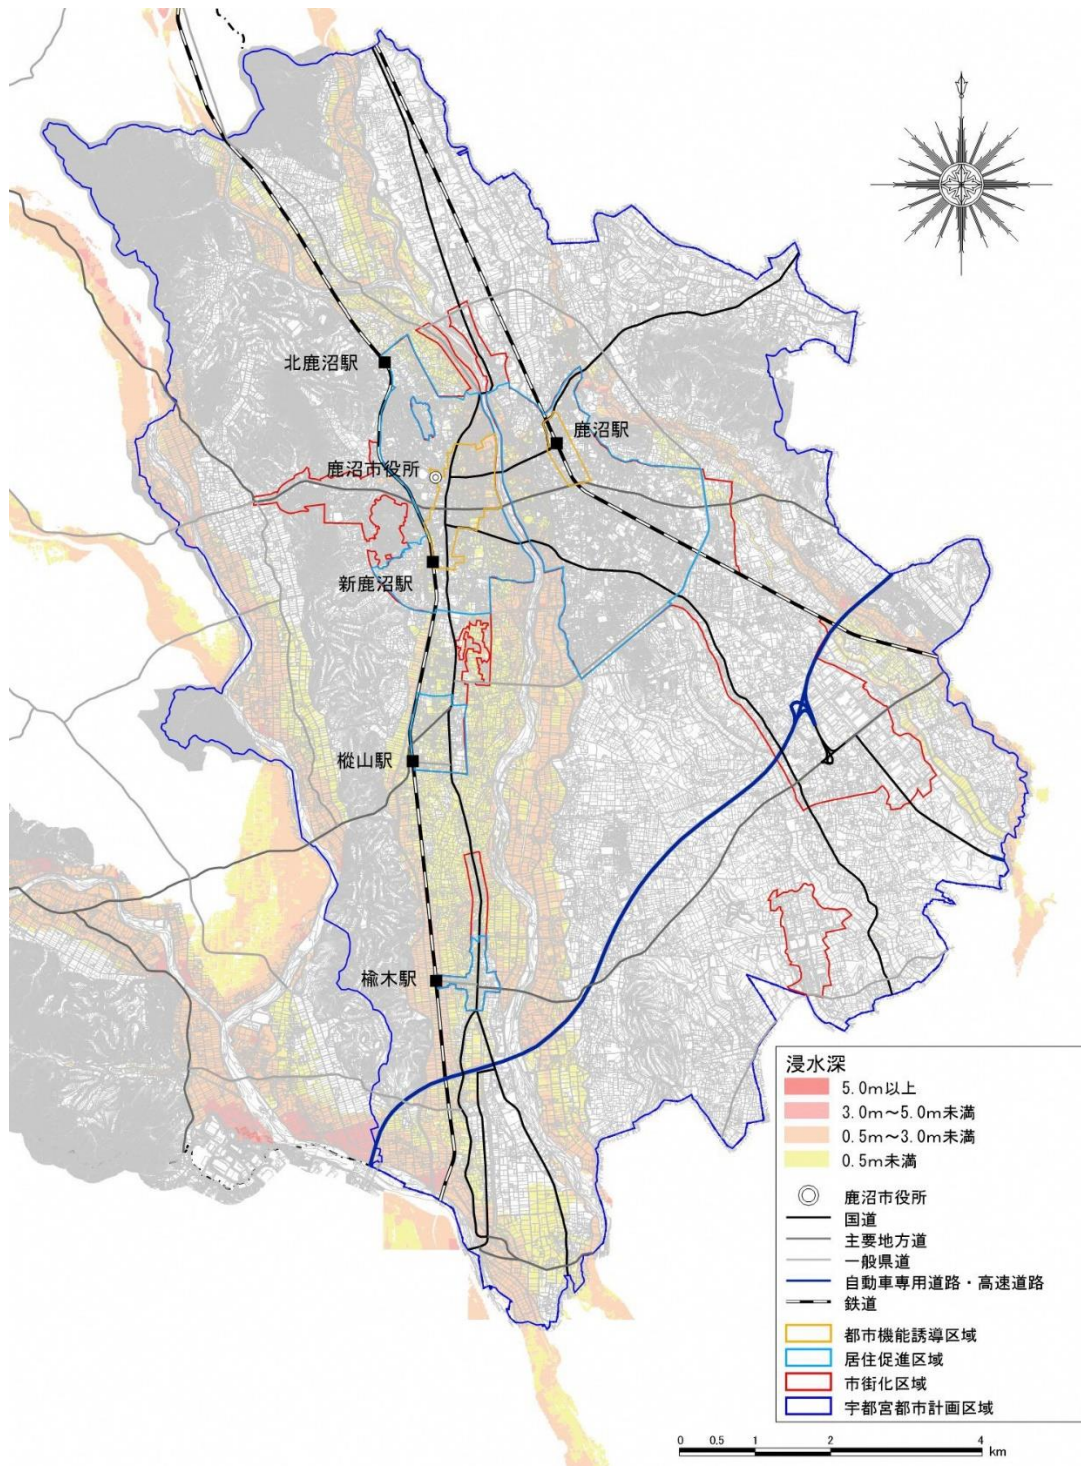 北鹿沼駅
鹿沼駅
鹿沼市役所
新鹿沼駅
樅山駅
楡木駅
浸水深
5.0m以上
3.0m～5.0m未満
0.5m～3.0m未満
0.5m未満
鹿沼市役所
国道
主要地方道
一般県道
自動車専用道路・高速道路
鉄道
都市機能誘導区域
居住促進区域
市街化区域
宇都宮都市計画区域
0 0.5 1 2 4
km